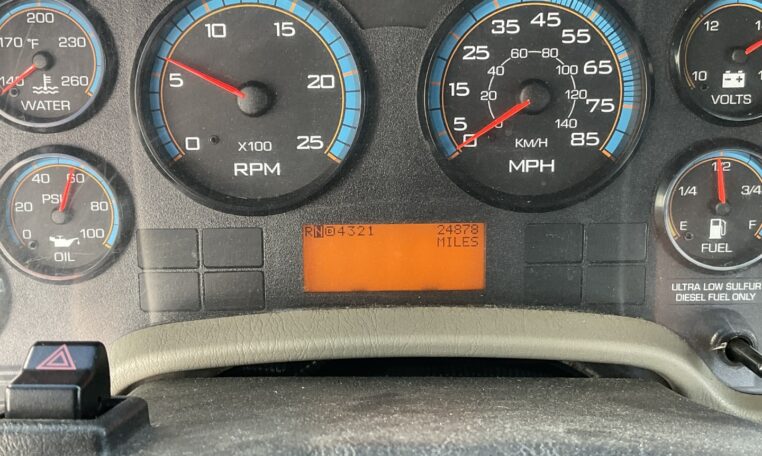 200
170 °F 230
140 260
WATER
0 5 10 15 20 25
X100
RPM
5 15 25 35 45 55 65 75 85
0 20 40 60 80 100 120 140
KM/H
MPH
10 12
VOLTS
0 20 40 60 80 100
PSI
OIL
E 1/4 1/2 3/4 F
FUEL
RND4321 24878
MILES
ULTRA LOW SULFUR
DIESEL FUEL ONLY